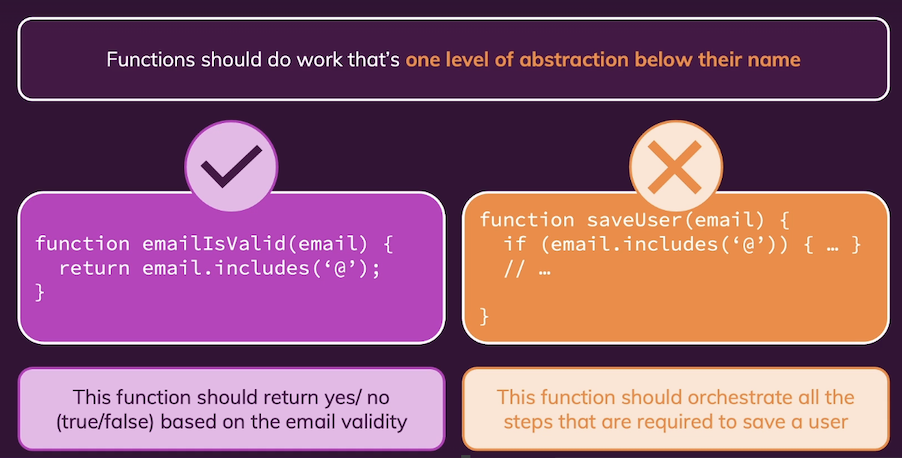 Functions should do work that’s one level of abstraction below their name
function emailIsValid(email) {
  return email.includes(‘@’);
}
function saveUser(email) {
  if (email.includes(‘@’)) { … }
  // …
}
This function should return yes/ no
(true/false) based on the email validity
This function should orchestrate all the
steps that are required to save a user